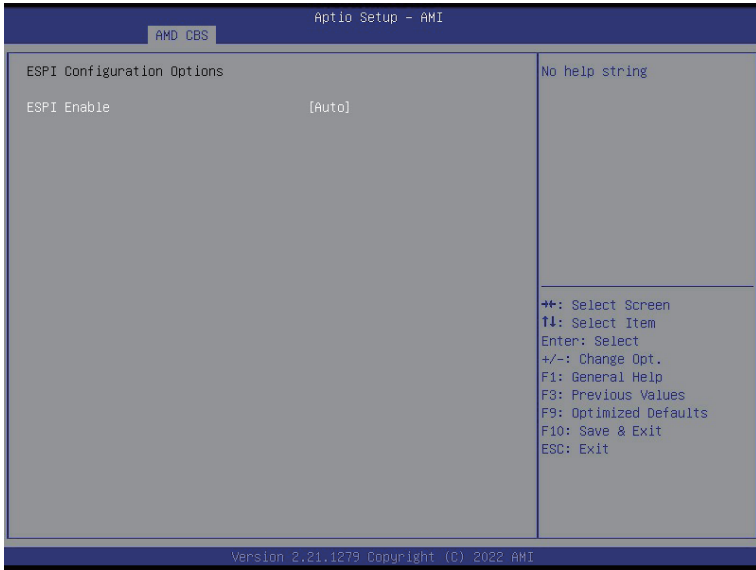 Aptio Setup – AMI
AMD CBS
ESPI Configuration Options
ESPI Enable [Auto]
No help string
→←: Select Screen
↑↓: Select Item
Enter: Select
+/-: Change Opt.
F1: General Help
F3: Previous Values
F9: Optimized Defaults
F10: Save & Exit
ESC: Exit
Version 2.21.1279 Copyright (C) 2022 AMI